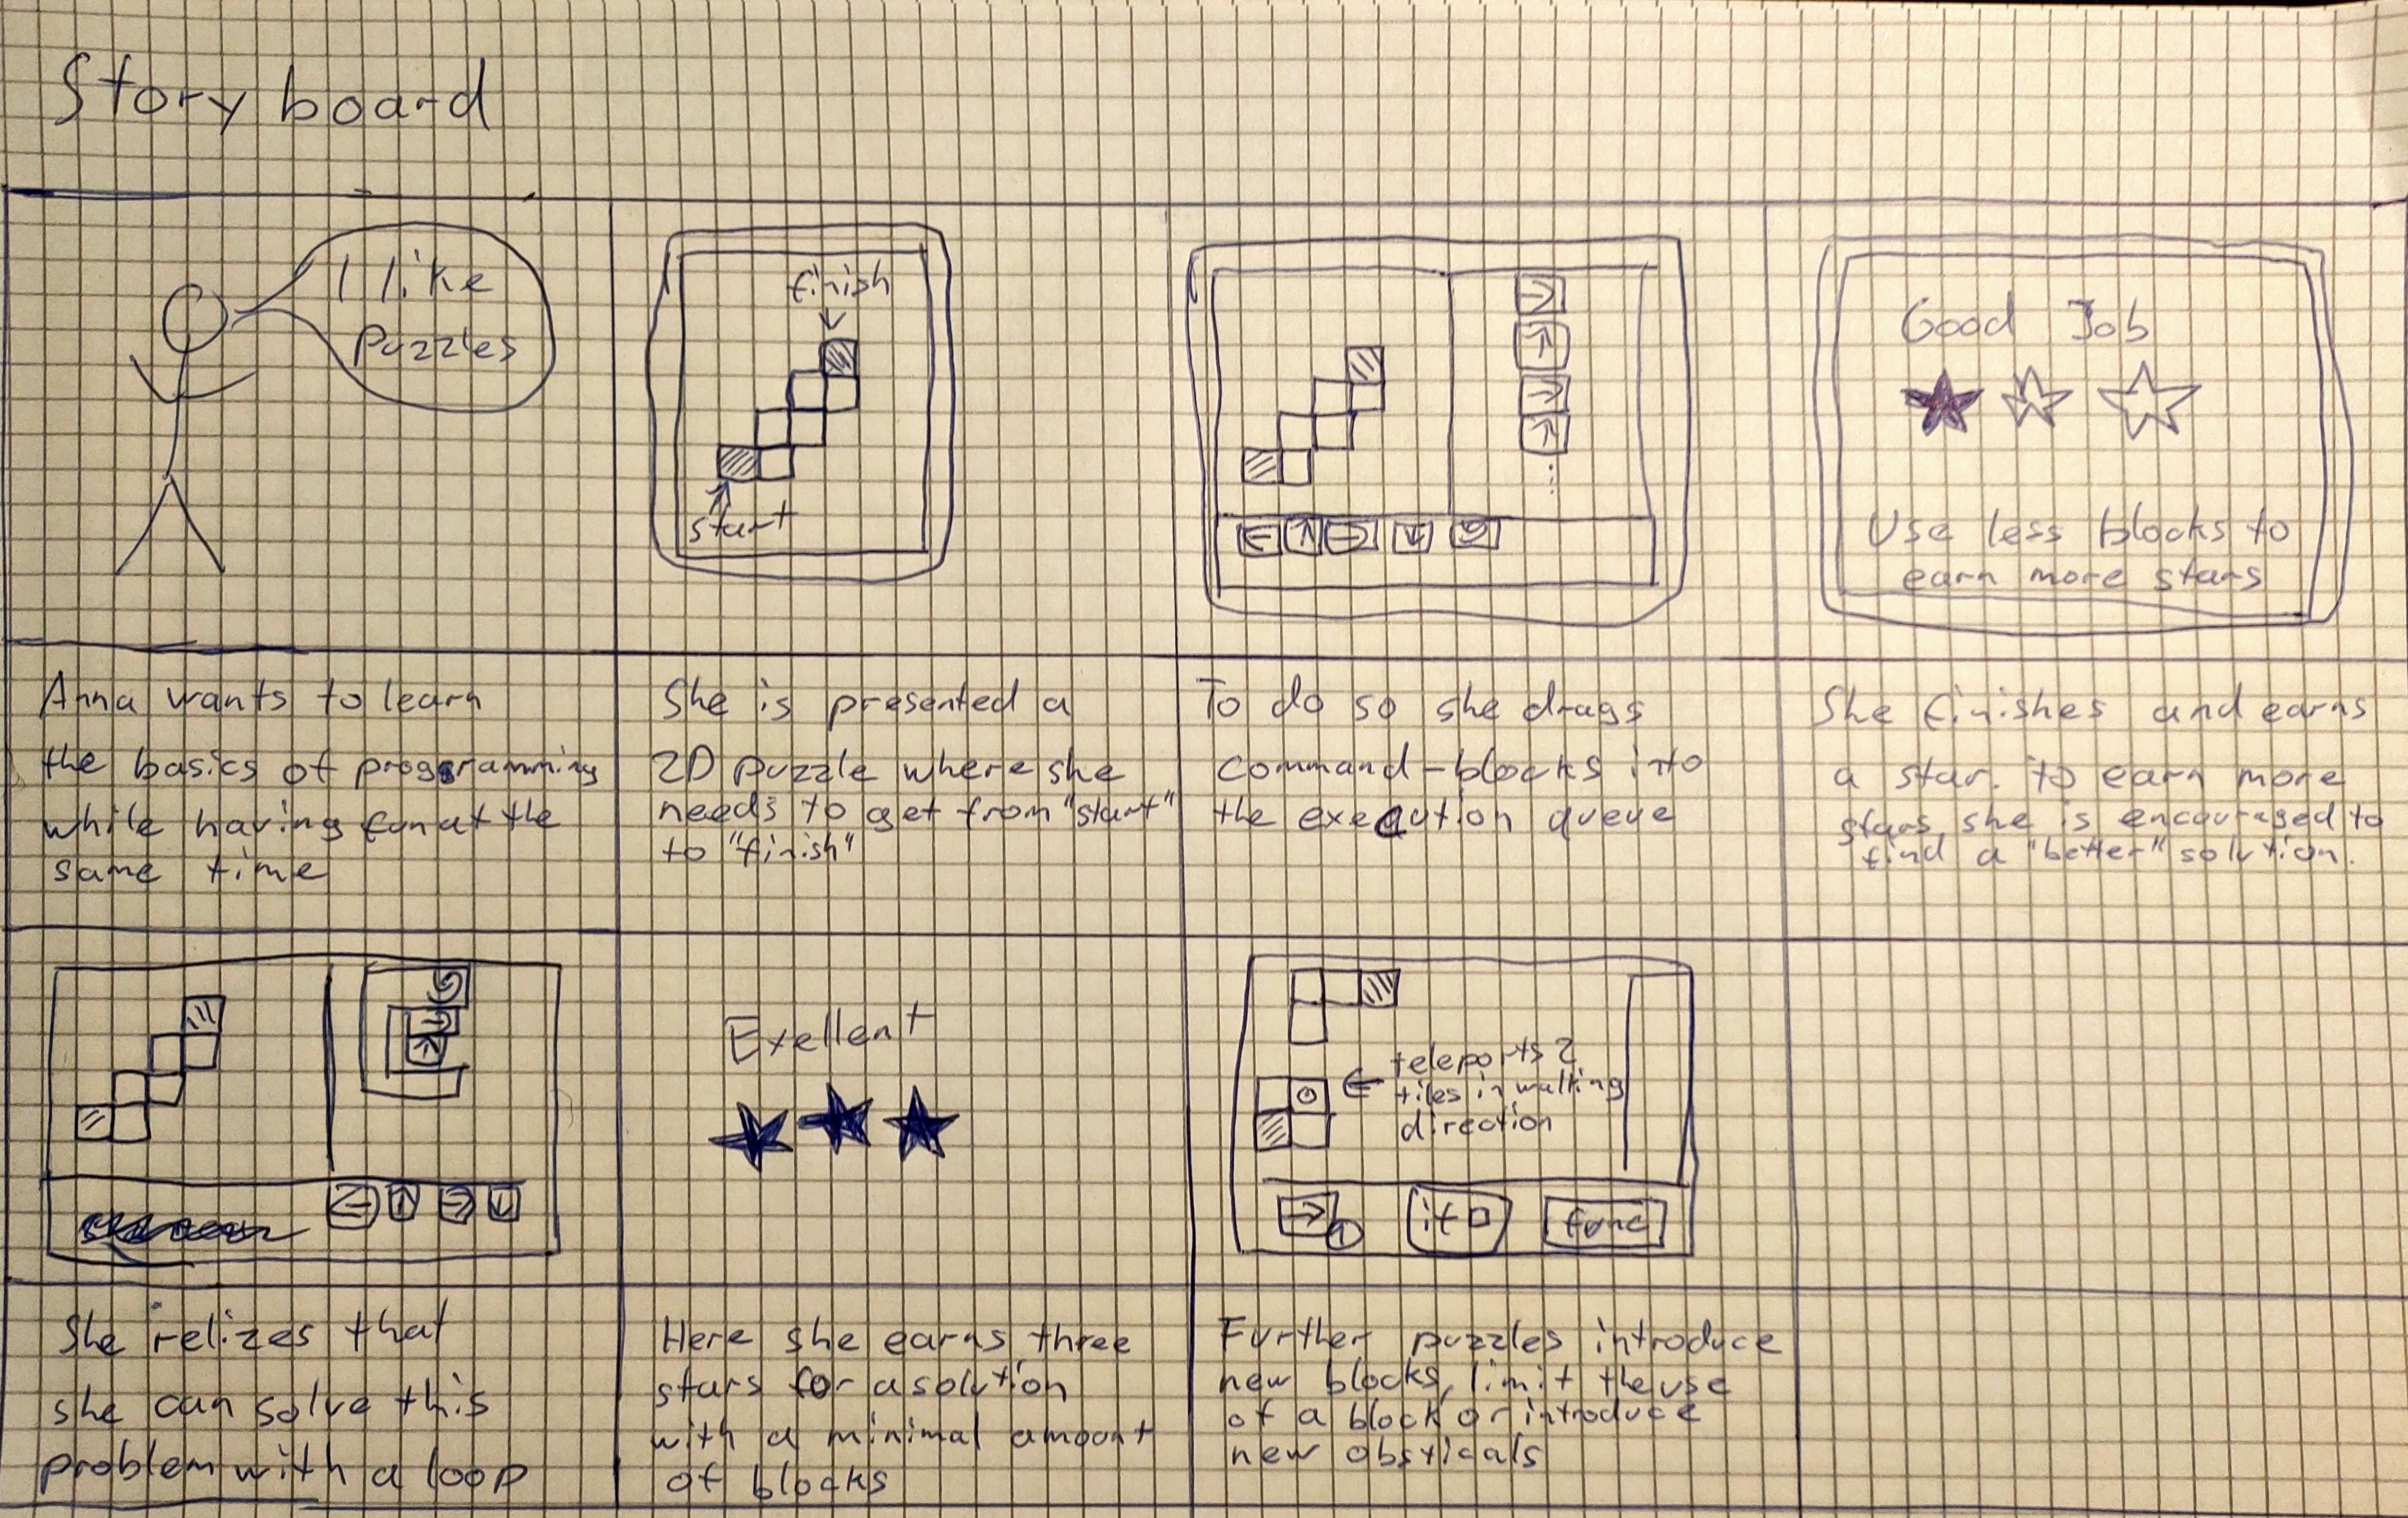 Story board
I like
Puzzles
finish
start
Good Job
Use less blocks to
earn more stars
Anna wants to learn
the basics of programming
while having fun at the
same time
She is presented a
2D puzzle where she
needs to get from "start"
to "finish"
To do so she drags
command-blocks into
the execution queue
She finishes and earns
a star. to earn more
stars, she is encouraged to
find a "better" solution.
Exellent
teleports 2
tiles in walking
direction
1
if
func
She relizes that
she can solve this
problem with a loop
Here she earns three
stars for a solution
with a minimal amount
of blocks
Further puzzles introduce
new blocks, limit the use
of a block or introduce
new obsticals